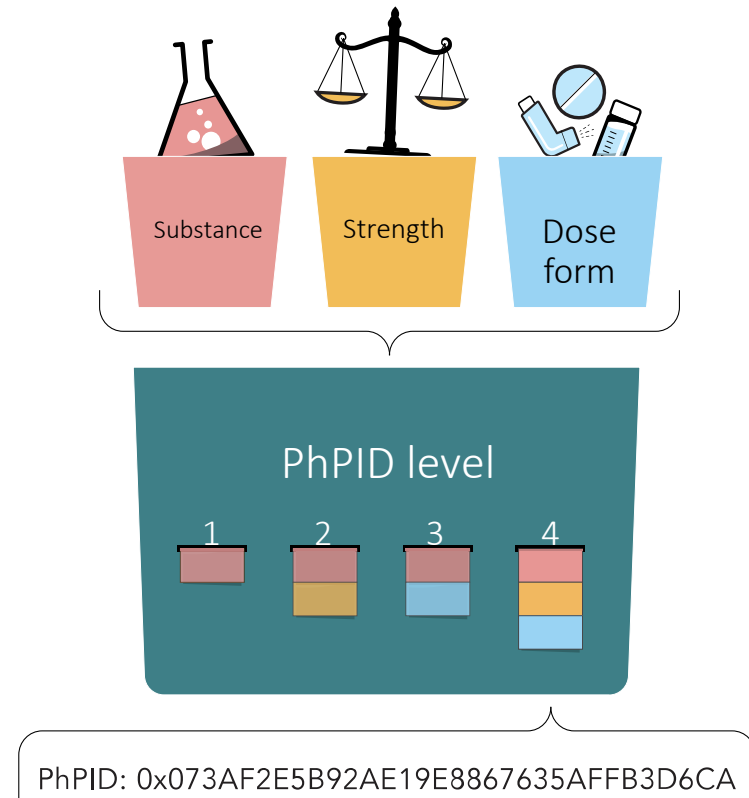 Substance
Strength
Dose
form
PhPID level
1 2 3 4
PhPID: 0x073AF2E5B92AE19E8867635AFFB3D6CA